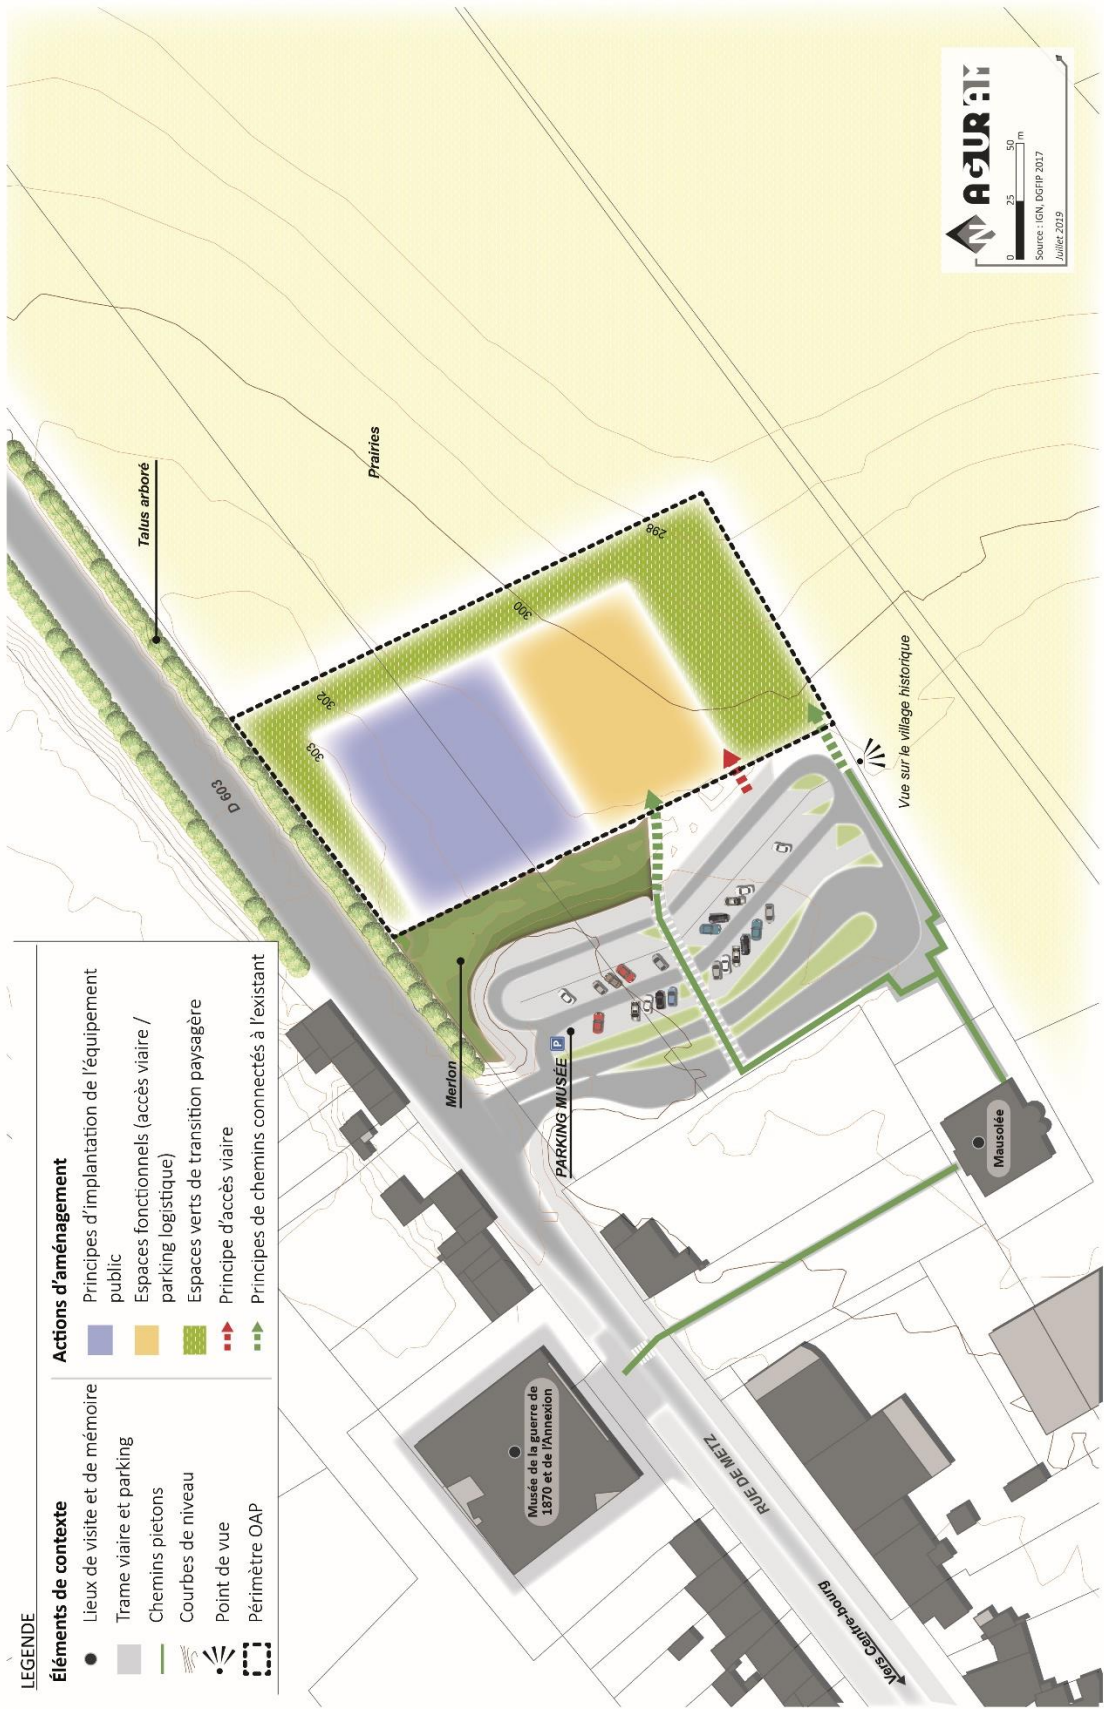 LEGENDE
Éléments de contexte
Lieux de visite et de mémoire
Trame viaire et parking
Chemins pietons
Courbes de niveau
Point de vue
Périmètre OAP
Actions d'aménagement
Principes d'implantation de l'équipement
public
Espaces fonctionnels (accès viaire /
parking logistique)
Espaces verts de transition paysagère
Principe d'accès viaire
Principes de chemins connectés à l'existant
Talus arboré
D 603
Prairies
303
302
300
298
Merlon
PARKING MUSÉE
P
Vue sur le village historique
Musée de la guerre de
1870 et de l'Annexion
Mausolée
RUE DE METZ
Vers Centre-bourg
N
AGURAM
0 25 50
m
Source : IGN, DGFIP 2017
Juillet 2019